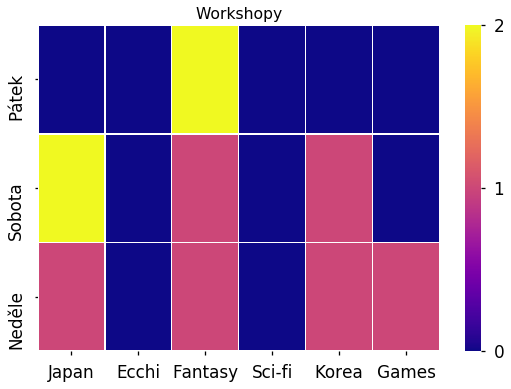 Workshopy
Pátek
Sobota
Neděle
Japan Ecchi Fantasy Sci-fi Korea Games
2
1
0